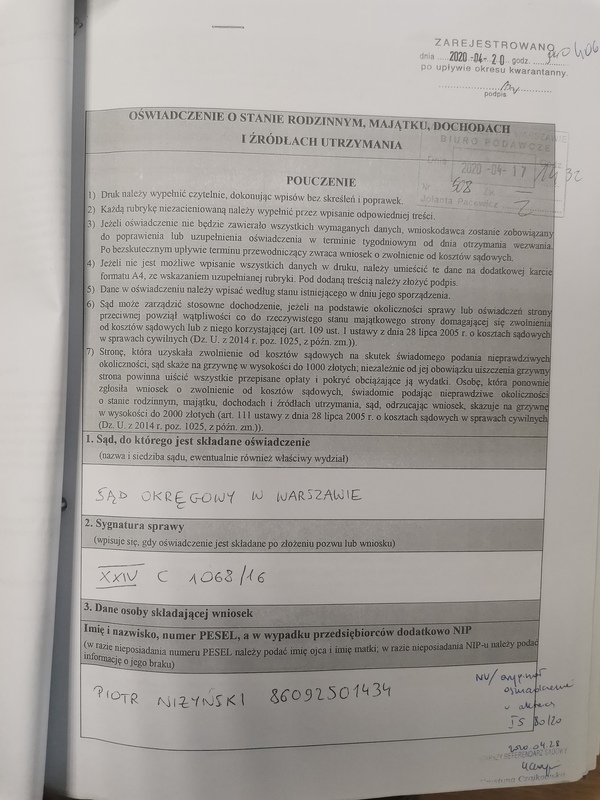 ZAREJESTROWANO
dnia 2020 -04- 20 godz.
po upływie okresu kwarantanny.
podpis
OŚWIADCZENIE O STANIE RODZINNYM, MAJĄTKU, DOCHODACH
I ŹRÓDŁACH UTRZYMANIA
BIURO PODAWCZE
2020 -04- 17
POUCZENIE
1) Druk należy wypełnić czytelnie, dokonując wpisów bez skreśleń i poprawek.
2) Każdą rubrykę niezacieniowaną należy wypełnić przez wpisanie odpowiedniej treści.
3) Jeżeli oświadczenie nie będzie zawierało wszystkich wymaganych danych, wnioskodawca zostanie zobowiązany
do poprawienia lub uzupełnienia oświadczenia w terminie tygodniowym od dnia otrzymania wezwania.
Po bezskutecznym upływie terminu przewodniczący zwraca wniosek o zwolnienie od kosztów sądowych.
4) Jeżeli nie jest możliwe wpisanie wszystkich danych w druku, należy umieścić te dane na dodatkowej karcie
formatu A4, ze wskazaniem uzupełnianej rubryki. Pod dodaną treścią należy złożyć podpis.
5) Dane w oświadczeniu należy wpisać według stanu istniejącego w dniu jego sporządzenia.
6) Sąd może zarządzić stosowne dochodzenie, jeżeli na podstawie okoliczności sprawy lub oświadczeń strony
przeciwnej powziął wątpliwości co do rzeczywistego stanu majątkowego strony domagającej się zwolnienia
od kosztów sądowych lub z niego korzystającej (art. 109 ust. 1 ustawy z dnia 28 lipca 2005 r. o kosztach sądowych
w sprawach cywilnych (Dz. U. z 2014 r. poz. 1025, z późn. zm.)).
7) Stronę, która uzyskała zwolnienie od kosztów sądowych na skutek świadomego podania nieprawdziwych
okoliczności, sąd skaże na grzywnę w wysokości do 1000 złotych; niezależnie od jej obowiązku uiszczenia grzywny
strona powinna uiścić wszystkie przepisane opłaty i pokryć obciążające ją wydatki. Osobę, która ponownie
zgłosiła wniosek o zwolnienie od kosztów sądowych, świadomie podając nieprawdziwe okoliczności
o stanie rodzinnym, majątku, dochodach i źródłach utrzymania, sąd, odrzucając wniosek, skazuje na grzywnę
w wysokości do 2000 złotych (art. 111 ustawy z dnia 28 lipca 2005 r. o kosztach sądowych w sprawach cywilnych
(Dz. U. z 2014 r. poz. 1025, z późn. zm.)).
1. Sąd, do którego jest składane oświadczenie
(nazwa i siedziba sądu, ewentualnie również właściwy wydział)
SĄD OKRĘGOWY W WARSZAWIE
2. Sygnatura sprawy
(wpisuje się, gdy oświadczenie jest składane po złożeniu pozwu lub wniosku)
XXIV C 1068/16
3. Dane osoby składającej wniosek
Imię i nazwisko, numer PESEL, a w wypadku przedsiębiorców dodatkowo NIP
(w razie nieposiadania numeru PESEL należy podać imię ojca i imię matki; w razie nieposiadania NIP-u należy podać
informację o jego braku)
PIOTR NIZYŃSKI 86092501434
oryginał
oświadczenia
w aktach
I S 80/20
2020.04.28